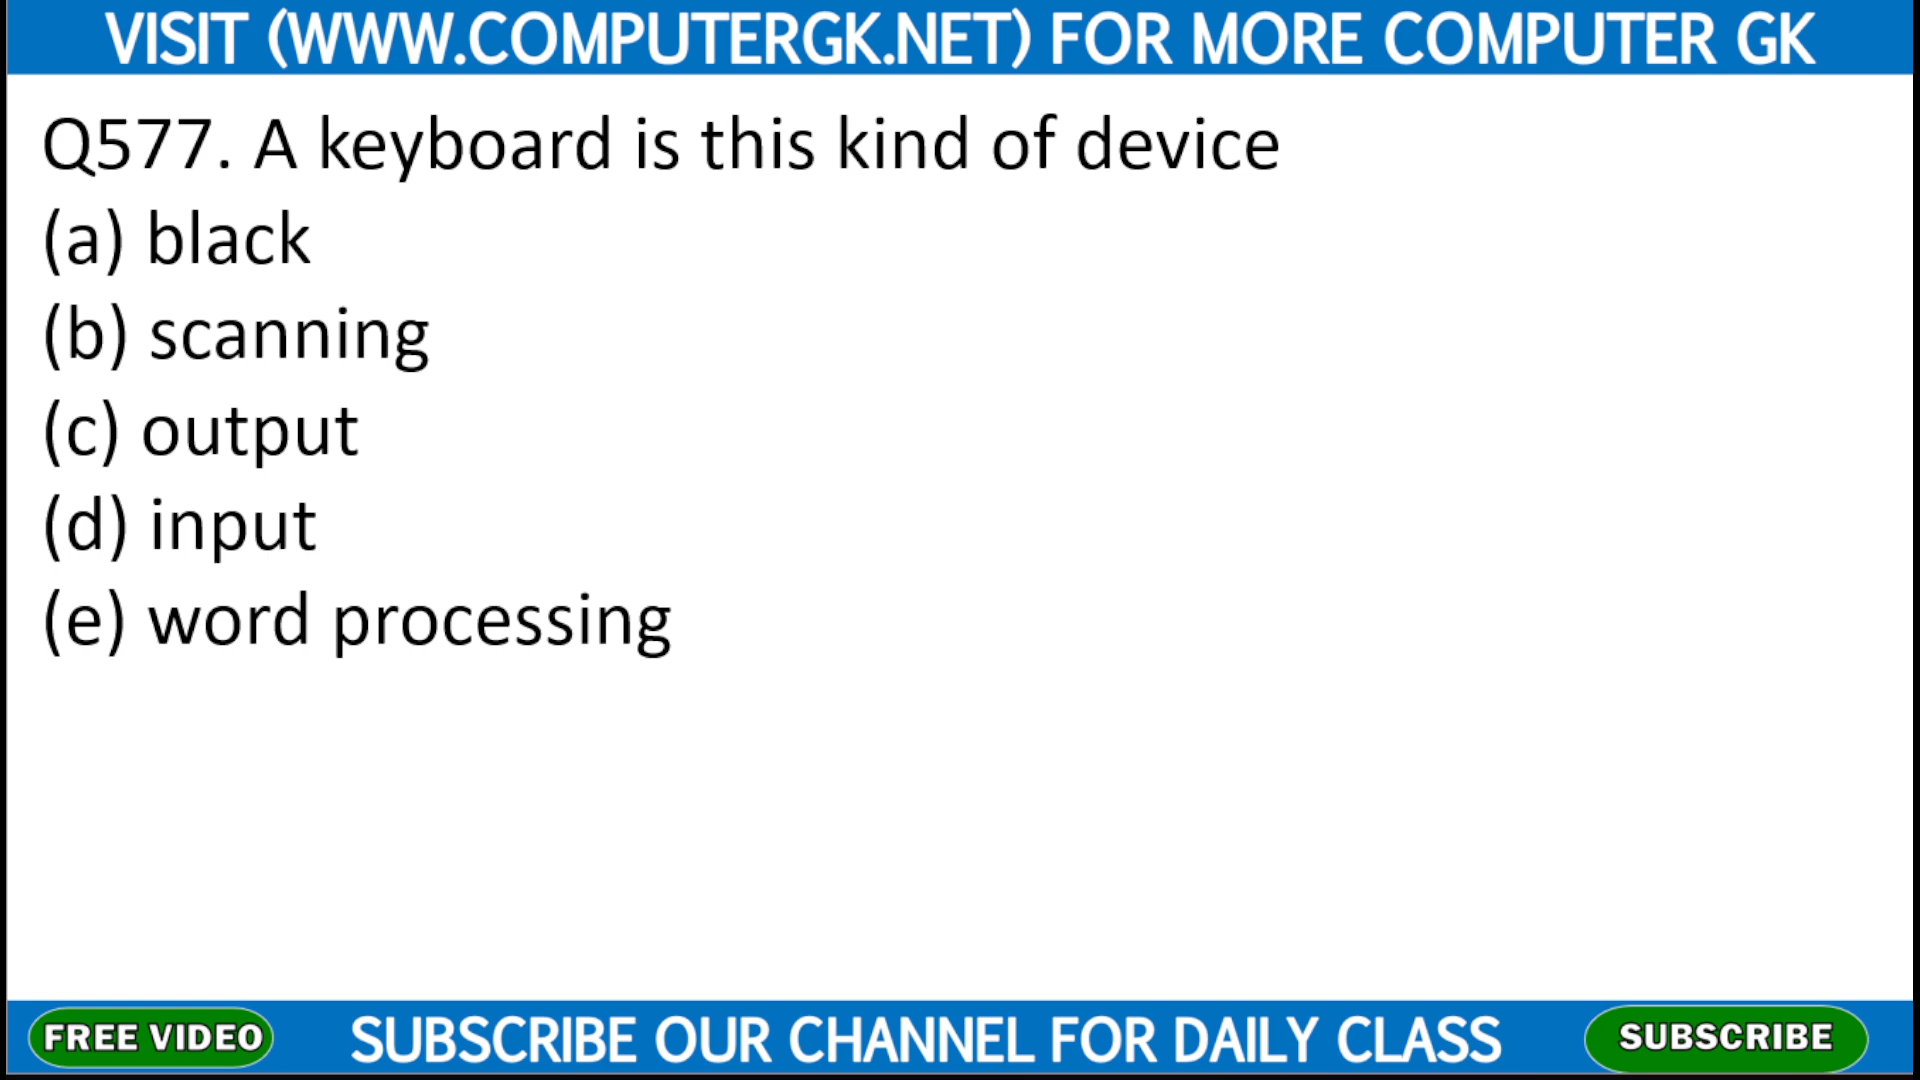 VISIT (WWW.COMPUTERGK.NET) FOR MORE COMPUTER GK
Q577. A keyboard is this kind of device
(a) black
(b) scanning
(c) output
(d) input
(e) word processing
FREE VIDEO SUBSCRIBE OUR CHANNEL FOR DAILY CLASS SUBSCRIBE